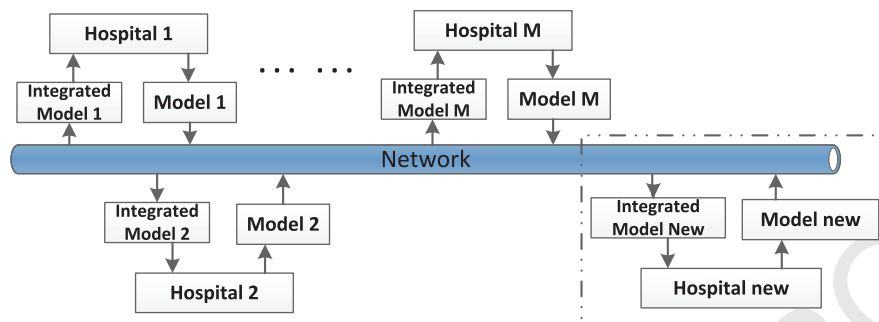 Hospital 1
Integrated
Model 1
Model 1
... ...
Hospital M
Integrated
Model M
Model M
Network
Integrated
Model 2
Model 2
Hospital 2
Integrated
Model New
Model new
Hospital new